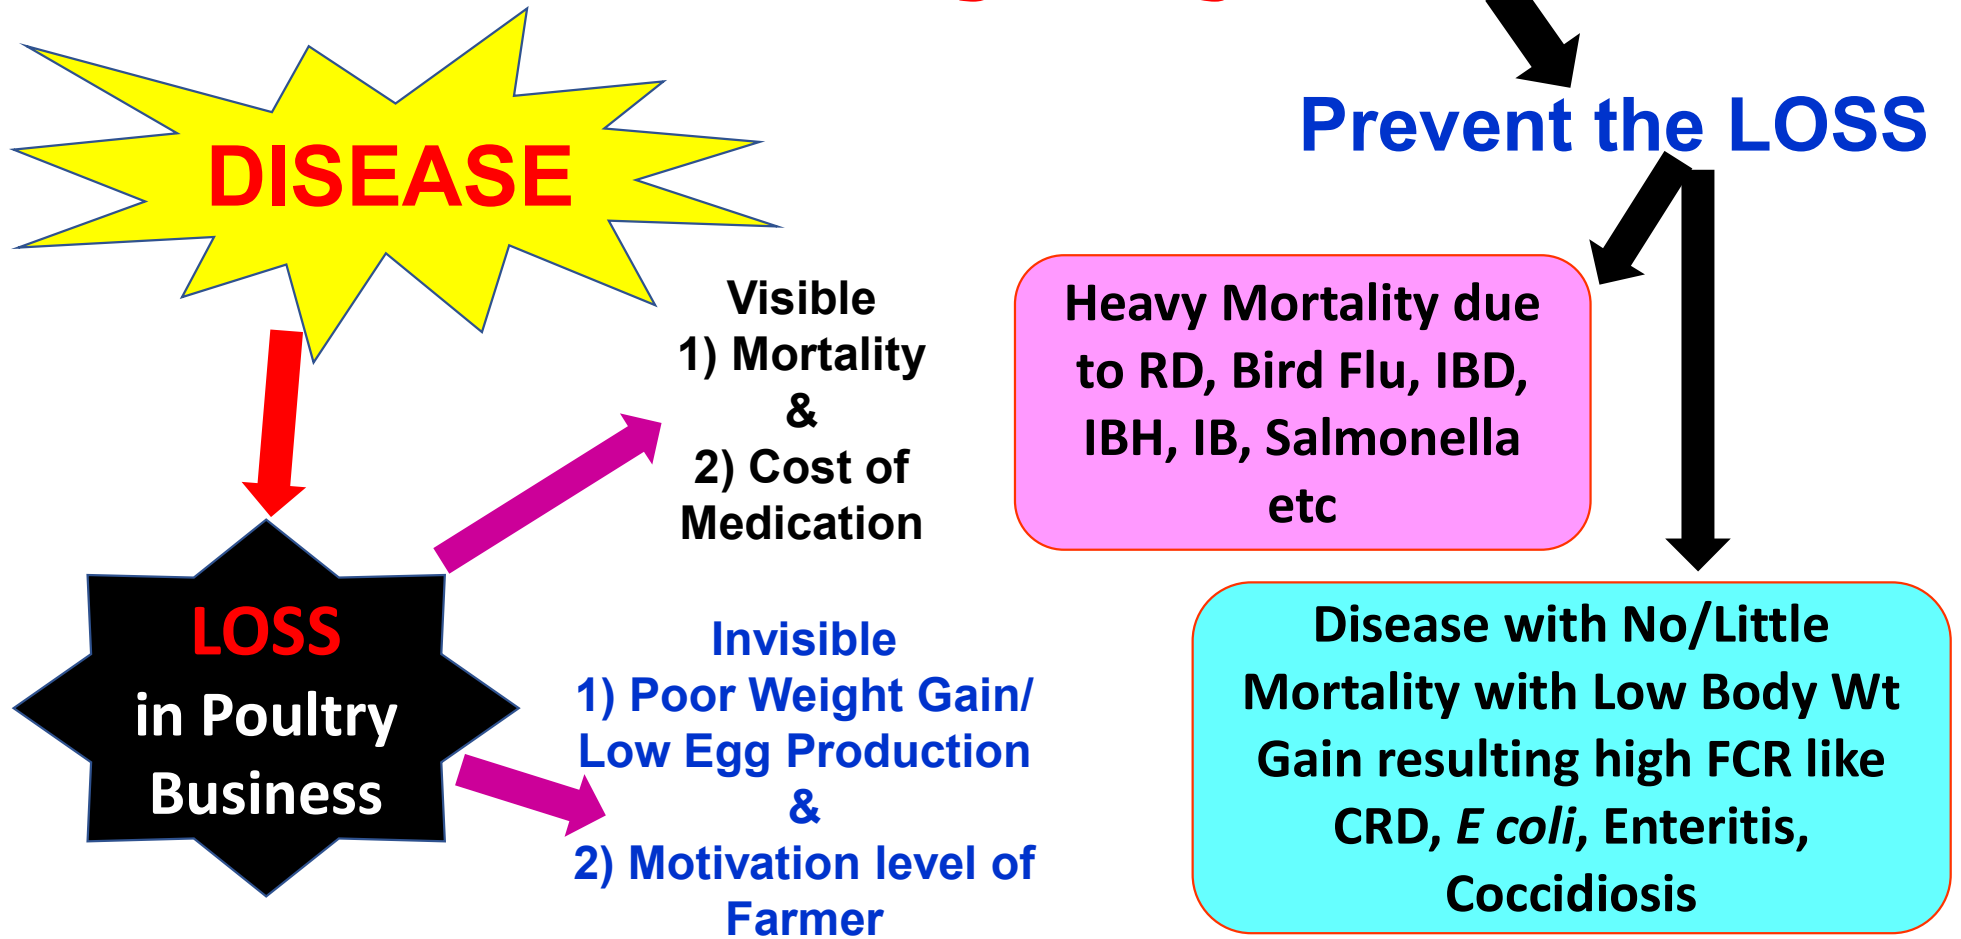 DISEASE
LOSS
in Poultry
Business
Visible
1) Mortality
&
2) Cost of
Medication
Invisible
1) Poor Weight Gain/
Low Egg Production
&
2) Motivation level of
Farmer
Prevent the LOSS
Heavy Mortality due
to RD, Bird Flu, IBD,
IBH, IB, Salmonella
etc
Disease with No/Little
Mortality with Low Body Wt
Gain resulting high FCR like
CRD, E coli, Enteritis,
Coccidiosis